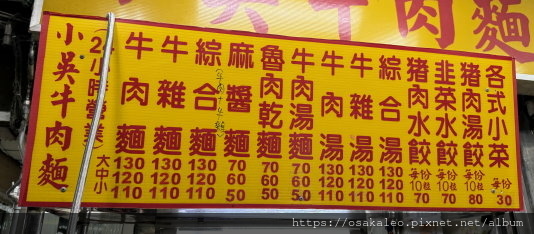 吳牛肉麵
小吳牛肉麵
(24小時營業)
大 中 小
牛肉麵 130 120 110
牛雜麵 130 120 110
綜合麵 130 120 110
麻醬麵 70 60 50
魯肉乾麵 70 60 50
牛肉湯麵 70 60 50
牛肉湯 130 120 110
牛雜湯 130 120 110
綜合湯 130 120 110
豬肉水餃 每份10粒 70
韭菜水餃 每份10粒 70
豬肉湯餃 每份10粒 80
各式小菜 每份 30
https://osakaleo.pixnet.net/album